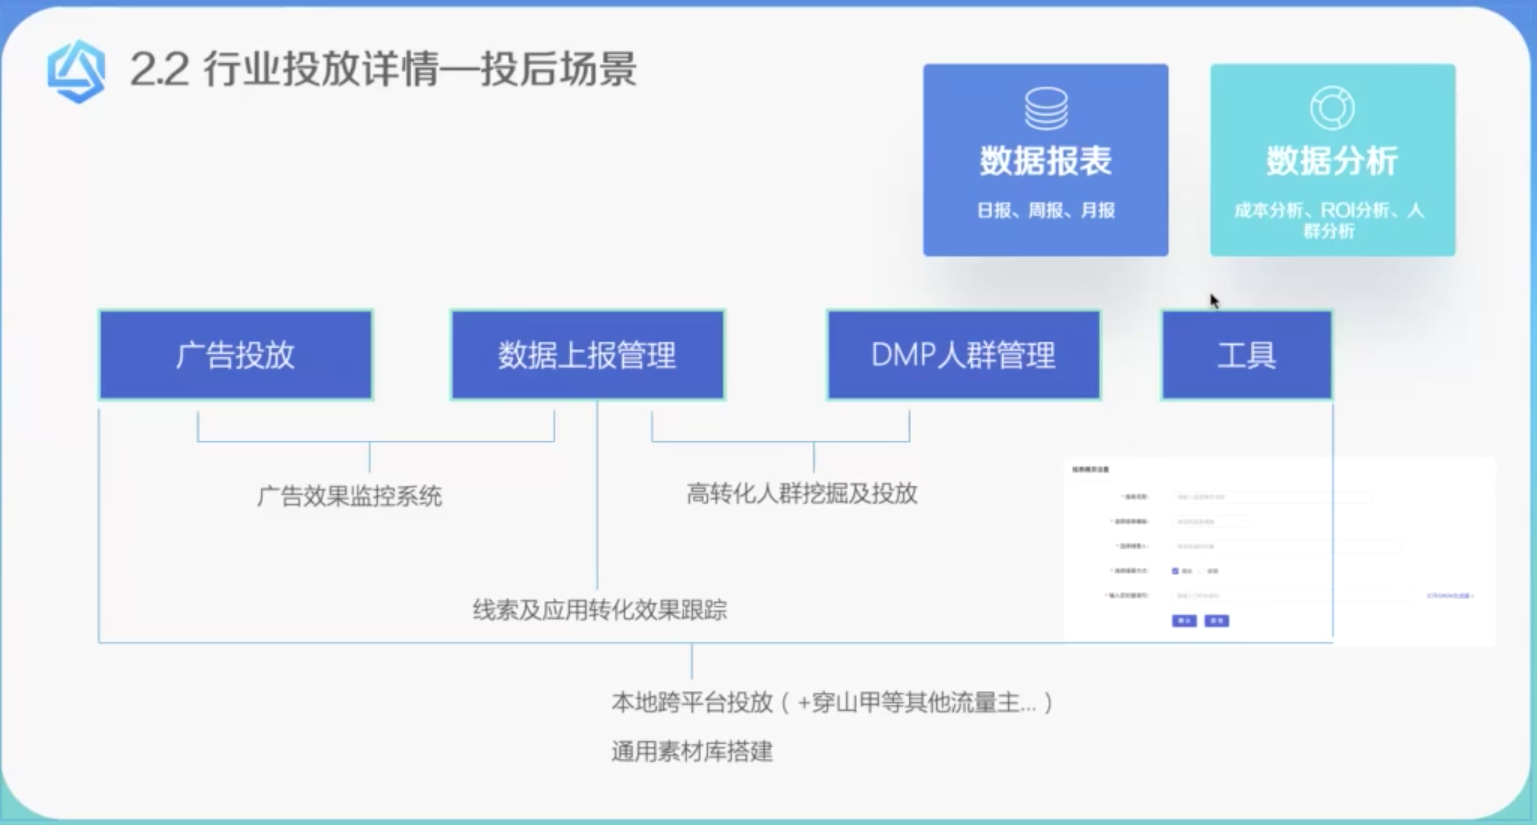 2.2 行业投放详情—投后场景
数据报表
日报、周报、月报
数据分析
成本分析、ROI分析、人
群分析
广告投放
数据上报管理
DMP人群管理
工具
广告效果监控系统
高转化人群挖掘及投放
线索及应用转化效果跟踪
本地跨平台投放（+穿山甲等其他流量主...）
通用素材库搭建